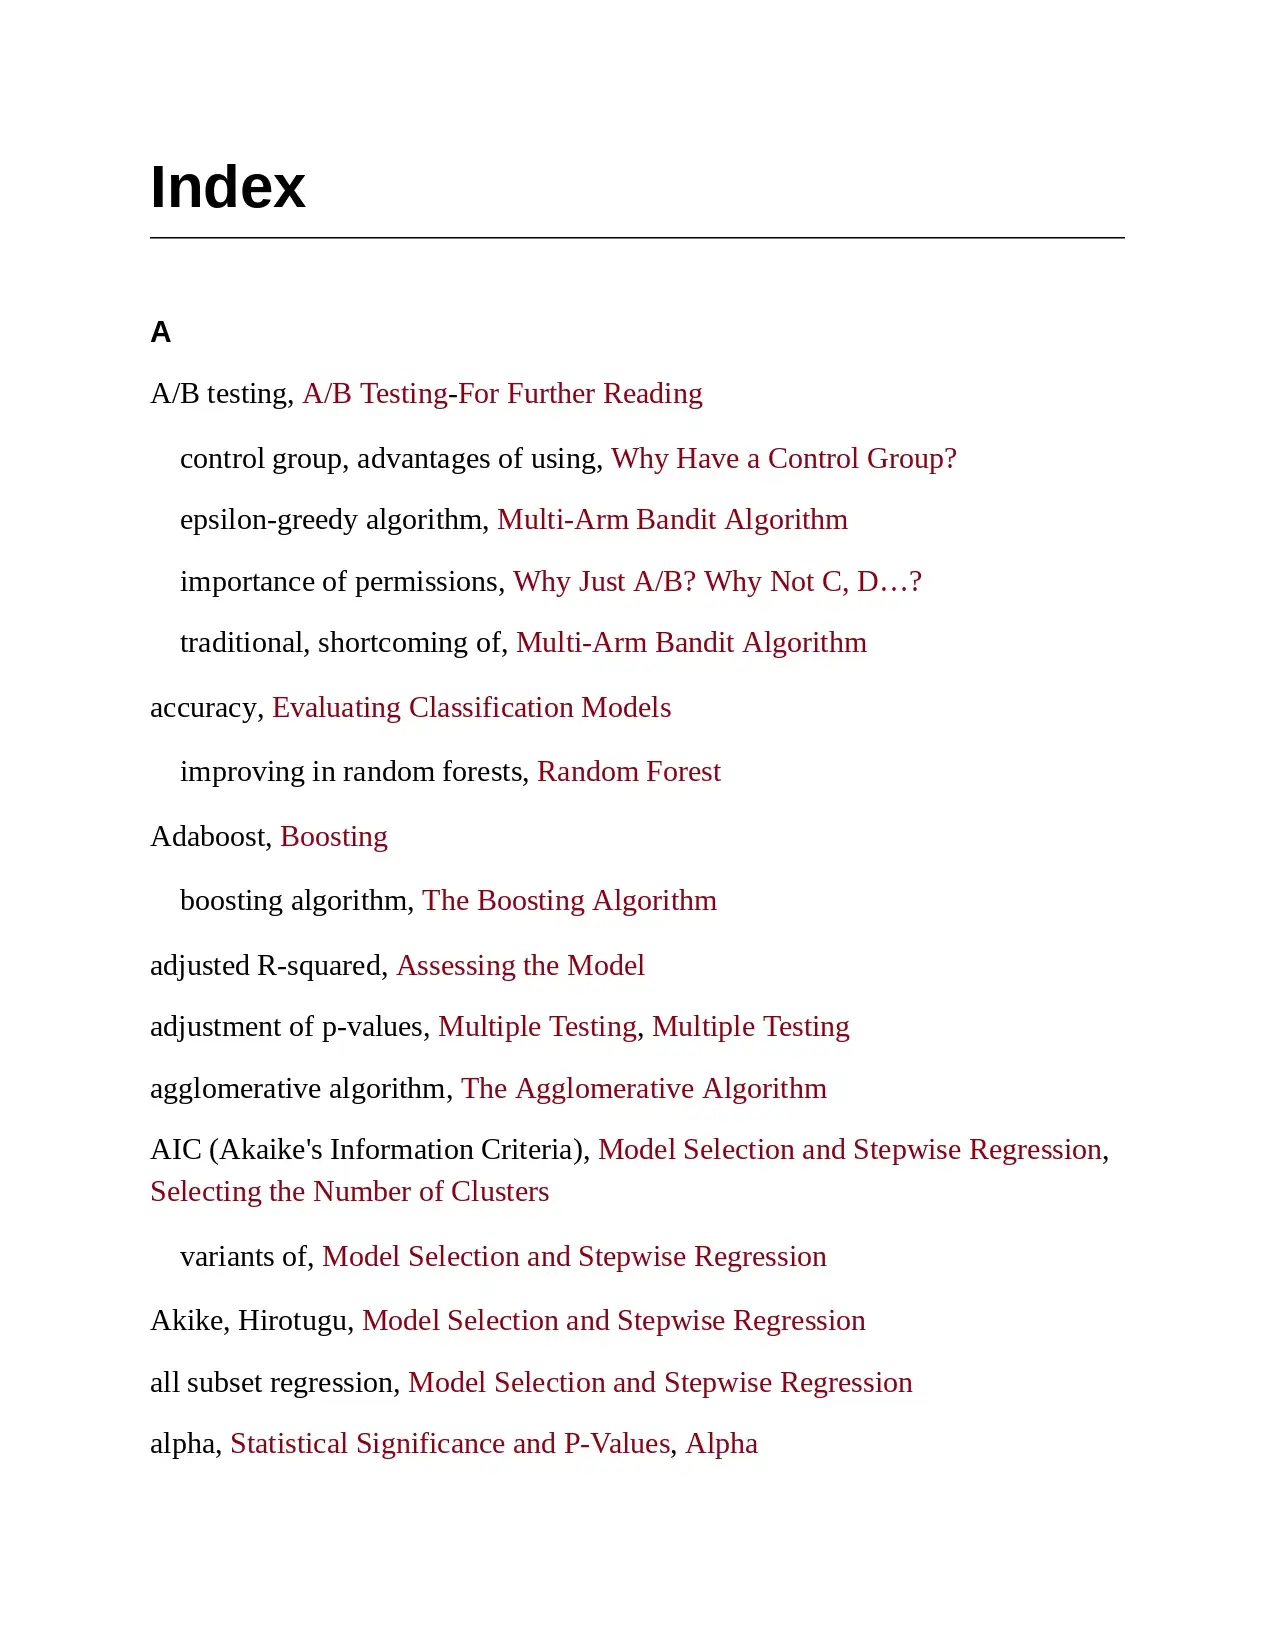 Index
A
A/B testing, A/B Testing-For Further Reading
control group, advantages of using, Why Have a Control Group?
epsilon-greedy algorithm, Multi-Arm Bandit Algorithm
importance of permissions, Why Just A/B? Why Not C, D…?
traditional, shortcoming of, Multi-Arm Bandit Algorithm
accuracy, Evaluating Classification Models
improving in random forests, Random Forest
Adaboost, Boosting
boosting algorithm, The Boosting Algorithm
adjusted R-squared, Assessing the Model
adjustment of p-values, Multiple Testing, Multiple Testing
agglomerative algorithm, The Agglomerative Algorithm
AIC (Akaike's Information Criteria), Model Selection and Stepwise Regression,
Selecting the Number of Clusters
variants of, Model Selection and Stepwise Regression
Akike, Hirotugu, Model Selection and Stepwise Regression
all subset regression, Model Selection and Stepwise Regression
alpha, Statistical Significance and P-Values, Alpha